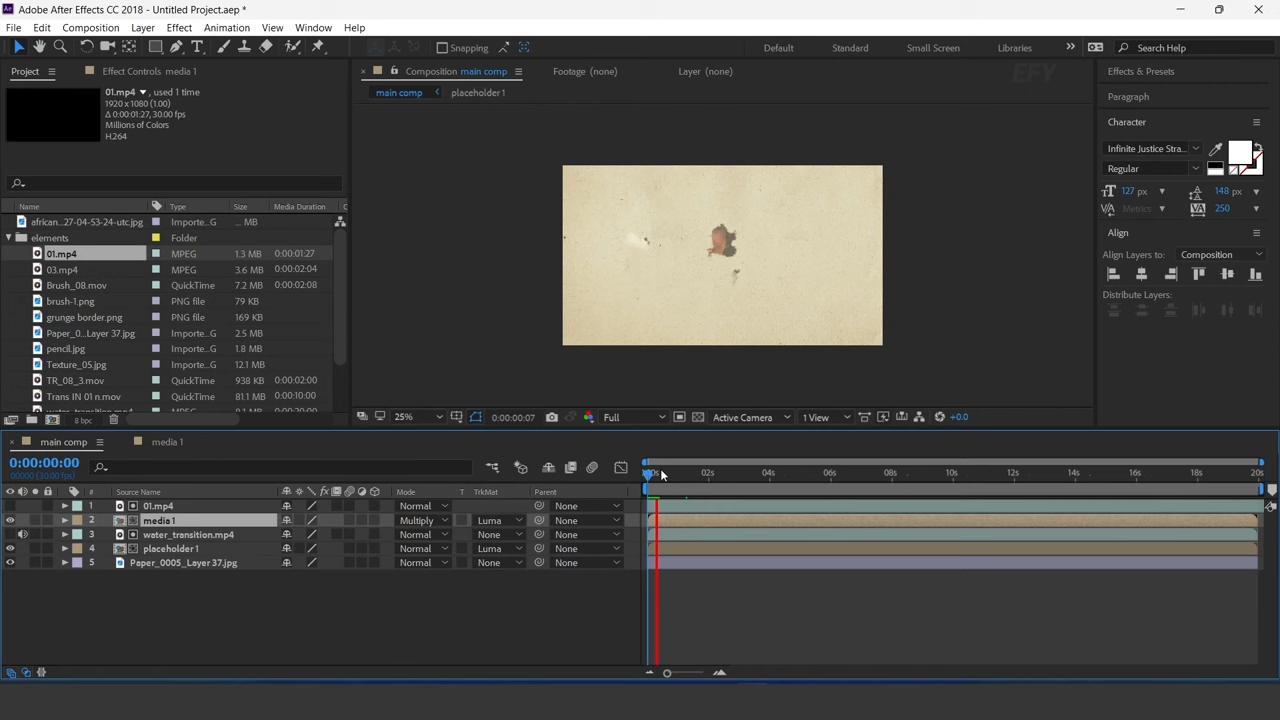 Adobe After Effects CC 2018 - Untitled Project.aep *
File Edit Composition Layer Effect Animation View Window Help
Snapping
Default Standard Small Screen Libraries Search Help
Project Effect Controls media 1
Composition main comp Footage (none) Layer (none)
EFY
Effects & Presets
01.mp4 , used 1 time
1920 x 1080 (1.00)
Δ 0:00:01:27, 30.00 fps
Millions of Colors
H.264
main comp placeholder1
Paragraph
Character
Infinite Justice Stra...
Regular
127 px 148 px
Metrics 250
Align
Align Layers to: Composition
Distribute Layers:
Name Type Size Media Duration
african...27-04-53-24-utc.jpg Importe...G ... MB
elements Folder
01.mp4 MPEG 1.3 MB 0:00:01:27
03.mp4 MPEG 3.6 MB 0:00:02:04
Brush_08.mov QuickTime 7.2 MB 0:00:02:08
brush-1.png PNG file 79 KB
grunge border.png PNG file 169 KB
Paper_0...Layer 37.jpg Importe...G 2.5 MB
pencil.jpg Importe...G 1.8 MB
Texture_05.jpg Importe...G 12.1 MB
TR_08_3.mov QuickTime 938 KB 0:00:02:00
Trans IN 01 n.mov QuickTime 81.1 MB 0:00:10:00
8 bpc
25% 0:00:00:07 Full Active Camera 1 View +0.0
main comp media 1
0:00:00:00
00000 (30.00 fps)
02s 04s 06s 08s 10s 12s 14s 16s 18s 20s
# Source Name Mode T TrkMat Parent
1 01.mp4 Normal None
2 media 1 Multiply Luma None
3 water_transition.mp4 Normal None None
4 placeholder1 Normal Luma None
5 Paper_0005_Layer 37.jpg Normal None None